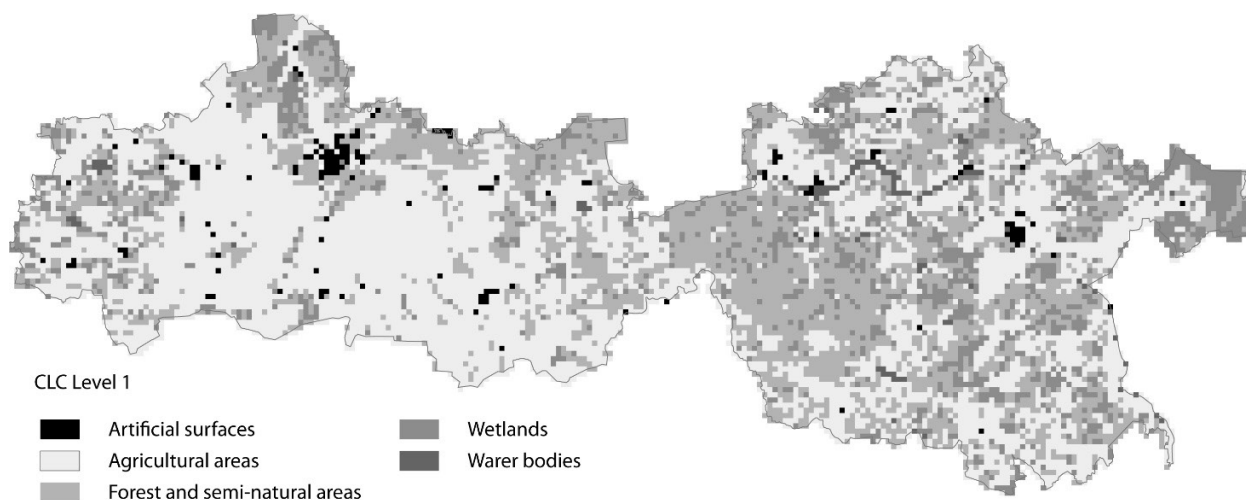 CLC Level 1
Artificial surfaces
Agricultural areas
Forest and semi-natural areas
Wetlands
Warer bodies